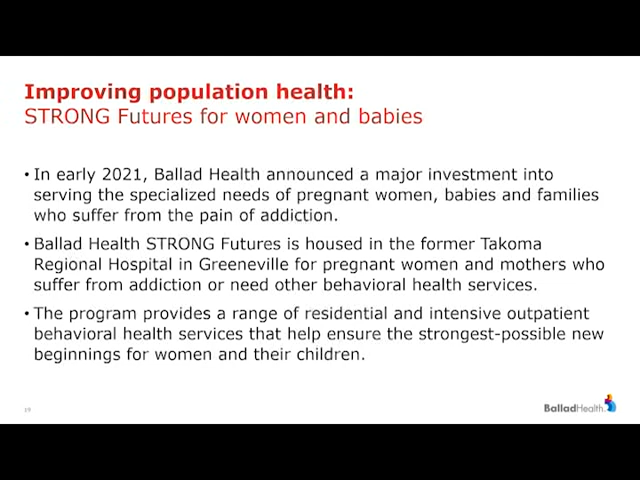 Improving population health:
STRONG Futures for women and babies
• In early 2021, Ballad Health announced a major investment into
serving the specialized needs of pregnant women, babies and families
who suffer from the pain of addiction.
• Ballad Health STRONG Futures is housed in the former Takoma
Regional Hospital in Greeneville for pregnant women and mothers who
suffer from addiction or need other behavioral health services.
• The program provides a range of residential and intensive outpatient
behavioral health services that help ensure the strongest-possible new
beginnings for women and their children.
BalladHealth